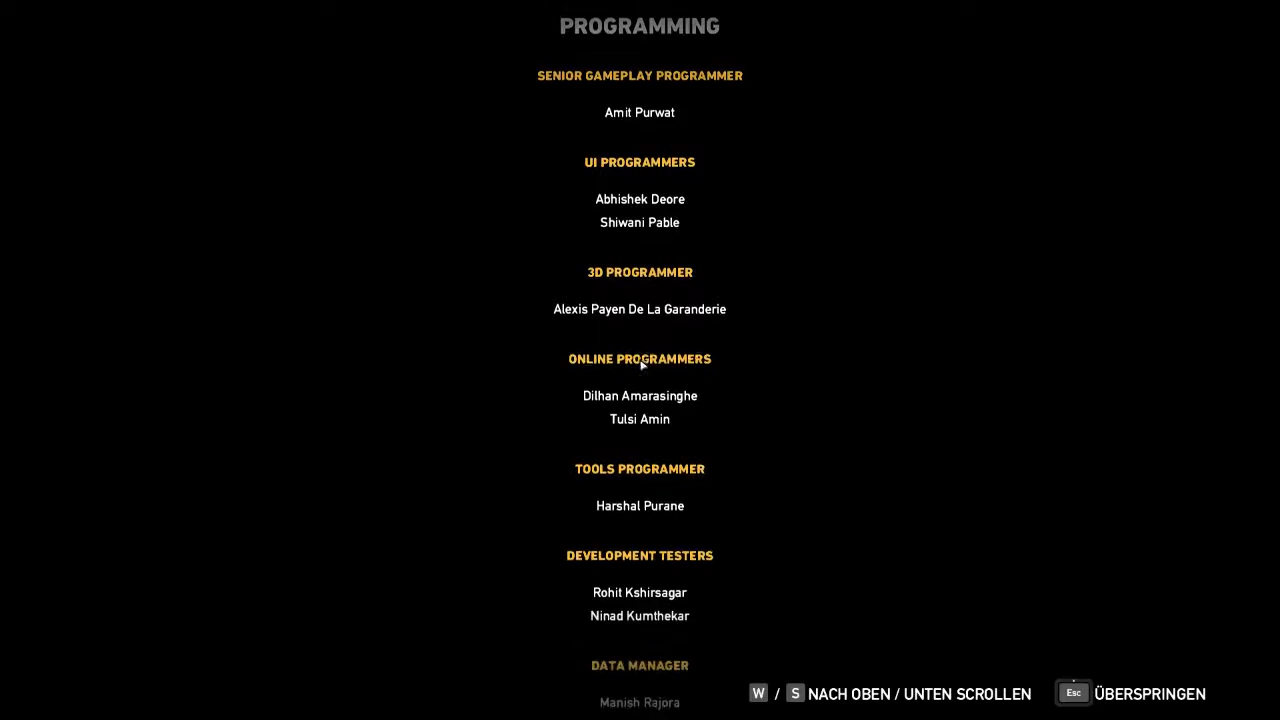 PROGRAMMING
SENIOR GAMEPLAY PROGRAMMER
Amit Purwat
UI PROGRAMMERS
Abhishek Deore
Shiwani Pable
3D PROGRAMMER
Alexis Payen De La Garanderie
ONLINE PROGRAMMERS
Dilhan Amarasinghe
Tulsi Amin
TOOLS PROGRAMMER
Harshal Purane
DEVELOPMENT TESTERS
Rohit Kshirsagar
Ninad Kumthekar
DATA MANAGER
Manish Rajora
W / S NACH OBEN / UNTEN SCROLLEN Esc ÜBERSPRINGEN